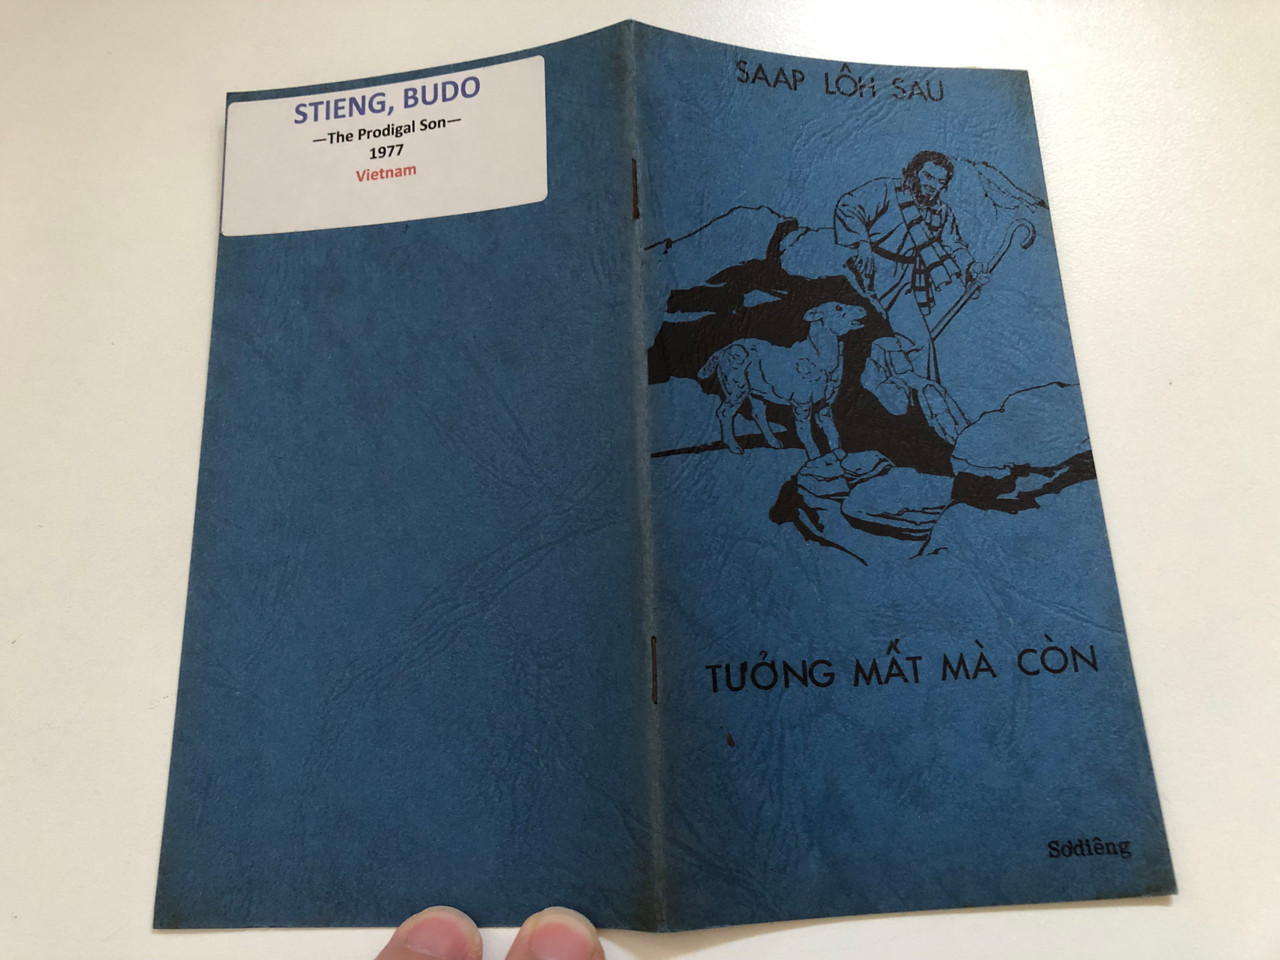 STIENG, BUDO
—The Prodigal Son—
1977
Vietnam
SAAP LÔH SAU
TƯỞNG MẤT MÀ CÒN
Sơdiêng